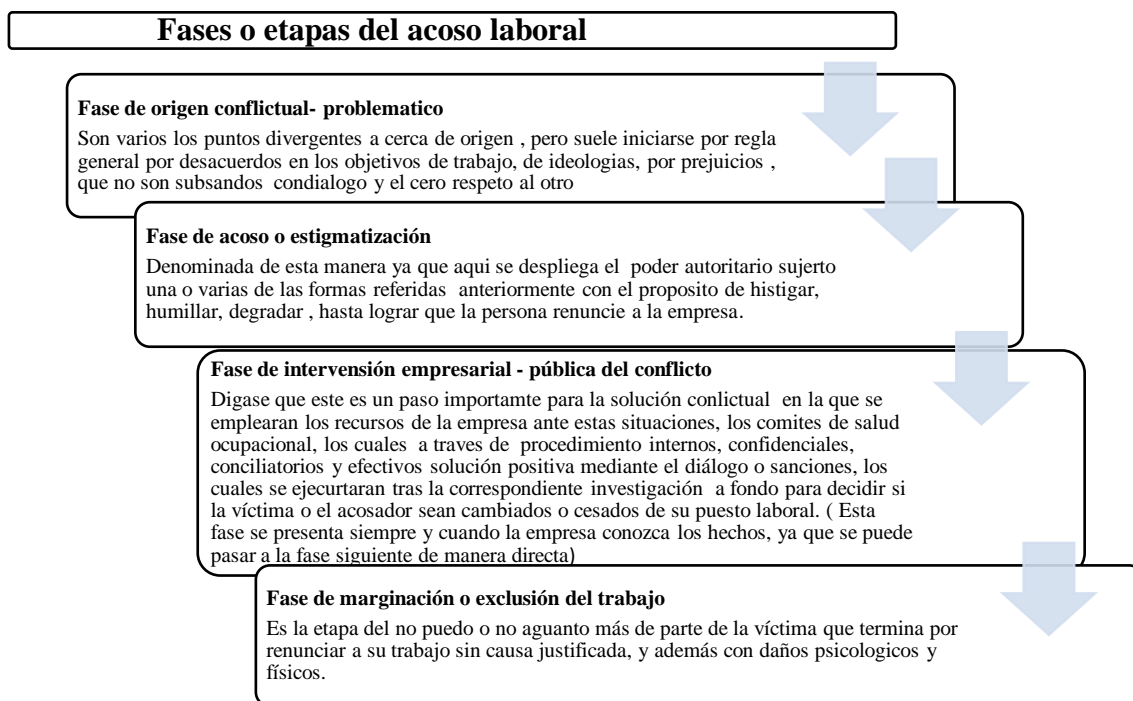 Fases o etapas del acoso laboral
Fase de origen conflictual- problematico
Son varios los puntos divergentes a cerca de origen , pero suele iniciarse por regla
general por desacuerdos en los objetivos de trabajo, de ideologias, por prejuicios ,
que no son subsandos condialogo y el cero respeto al otro
Fase de acoso o estigmatización
Denominada de esta manera ya que aqui se despliega el poder autoritario sujerto
una o varias de las formas referidas anteriormente con el proposito de histigar,
humillar, degradar , hasta lograr que la persona renuncie a la empresa.
Fase de intervensión empresarial - pública del conflicto
Digase que este es un paso importamte para la solución conlictual en la que se
emplearan los recursos de la empresa ante estas situaciones, los comites de salud
ocupacional, los cuales a traves de procedimiento internos, confidenciales,
conciliatorios y efectivos solución positiva mediante el diálogo o sanciones, los
cuales se ejecurtaran tras la correspondiente investigación a fondo para decidir si
la víctima o el acosador sean cambiados o cesados de su puesto laboral. ( Esta
fase se presenta siempre y cuando la empresa conozca los hechos, ya que se puede
pasar a la fase siguiente de manera directa)
Fase de marginación o exclusión del trabajo
Es la etapa del no puedo o no aguanto más de parte de la víctima que termina por
renunciar a su trabajo sin causa justificada, y además con daños psicologicos y
físicos.